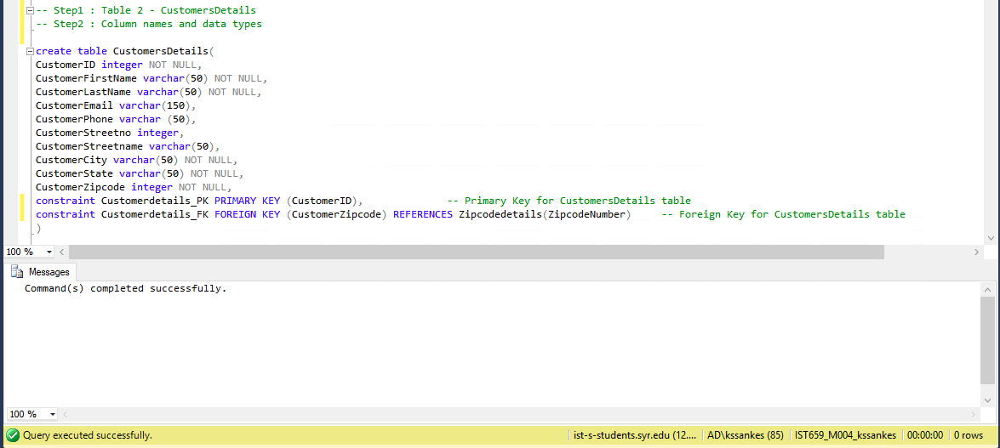 -- Step1 : Table 2 - CustomersDetails
-- Step2 : Column names and data types
create table CustomersDetails(
CustomerID integer NOT NULL,
CustomerFirstName varchar(50) NOT NULL,
CustomerLastName varchar(50) NOT NULL,
CustomerEmail varchar(150),
CustomerPhone varchar (50),
CustomerStreetno integer,
CustomerStreetname varchar(50),
CustomerCity varchar(50) NOT NULL,
CustomerState varchar(50) NOT NULL,
CustomerZipcode integer NOT NULL,
constraint Customerdetails_PK PRIMARY KEY (CustomerID), -- Primary Key for CustomersDetails table
constraint Customerdetails_FK FOREIGN KEY (CustomerZipcode) REFERENCES Zipcodedetails(ZipcodeNumber) -- Foreign Key for CustomersDetails table
)
100 %
Messages
Command(s) completed successfully.
100 %
Query executed successfully. ist-s-students.syr.edu (12.... AD\kssankes (85) IST659_M004_kssankes 00:00:00 0 rows